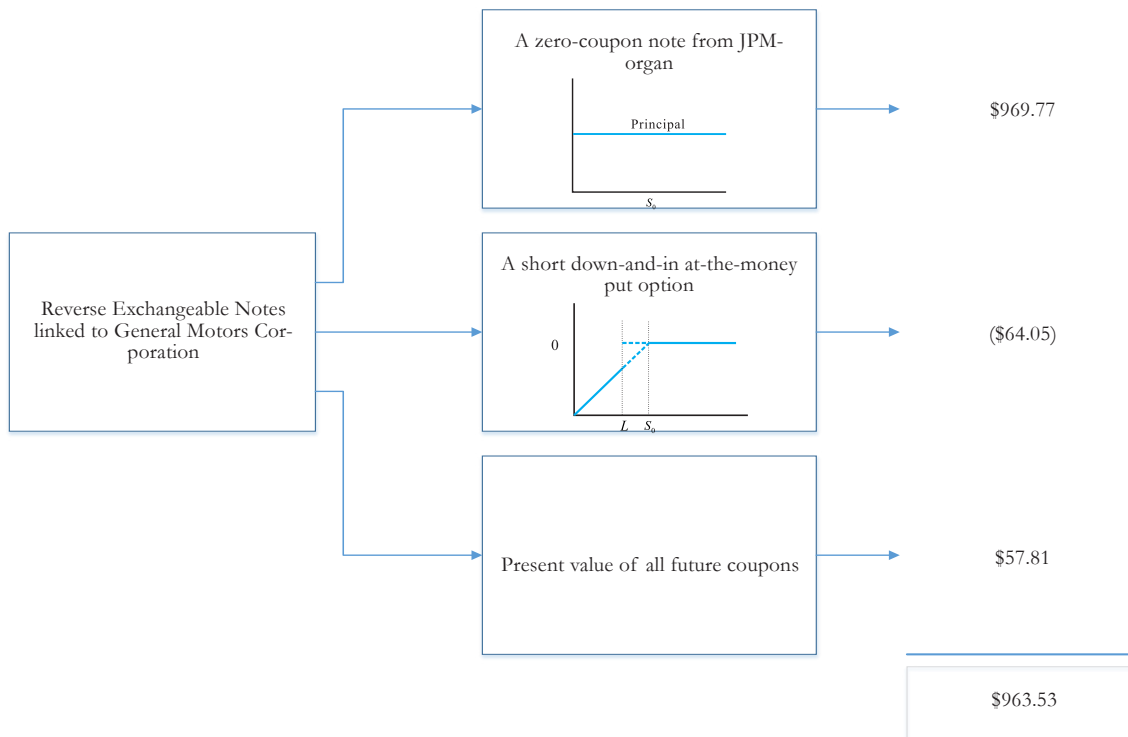 A zero-coupon note from JPM-
organ
Principal
S₀
$969.77
Reverse Exchangeable Notes
linked to General Motors Cor-
poration
A short down-and-in at-the-money
put option
0
L S₀
($64.05)
Present value of all future coupons
$57.81
$963.53